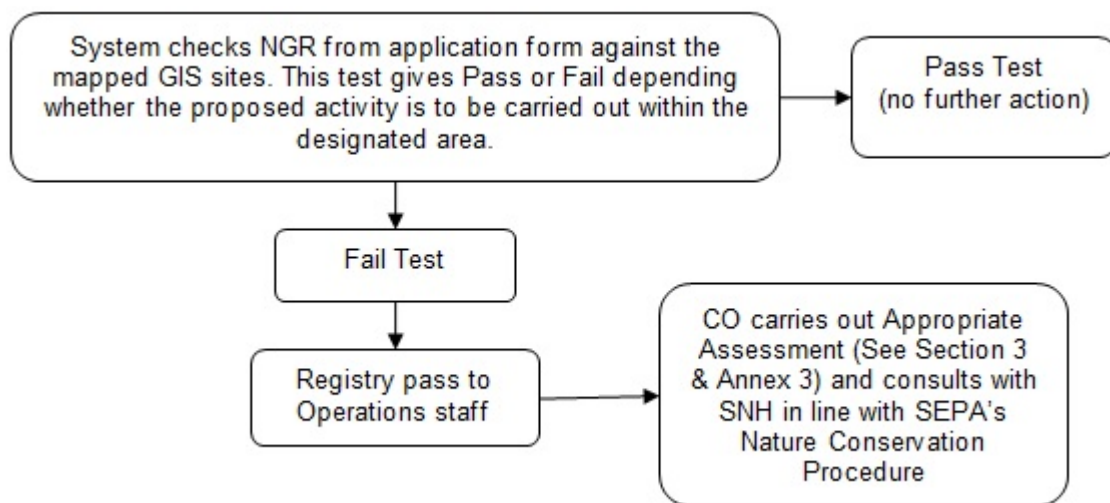 System checks NGR from application form against the
mapped GIS sites. This test gives Pass or Fail depending
whether the proposed activity is to be carried out within the
designated area.
Pass Test
(no further action)
Fail Test
Registry pass to
Operations staff
CO carries out Appropriate
Assessment (See Section 3
& Annex 3) and consults with
SNH in line with SEPA's
Nature Conservation
Procedure